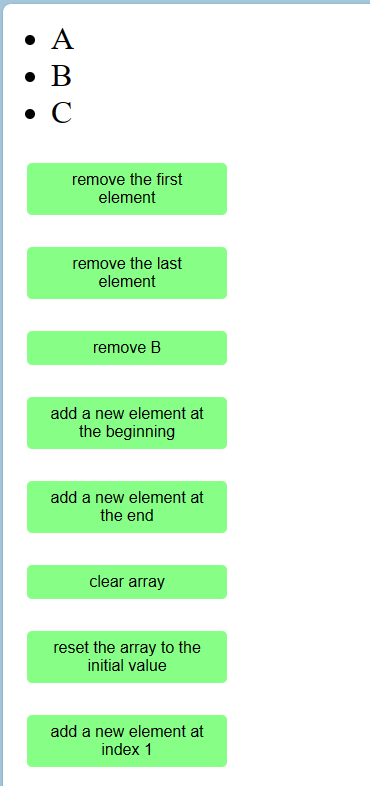 A
B
C
remove the first
element
remove the last
element
remove B
add a new element at
the beginning
add a new element at
the end
clear array
reset the array to the
initial value
add a new element at
index 1